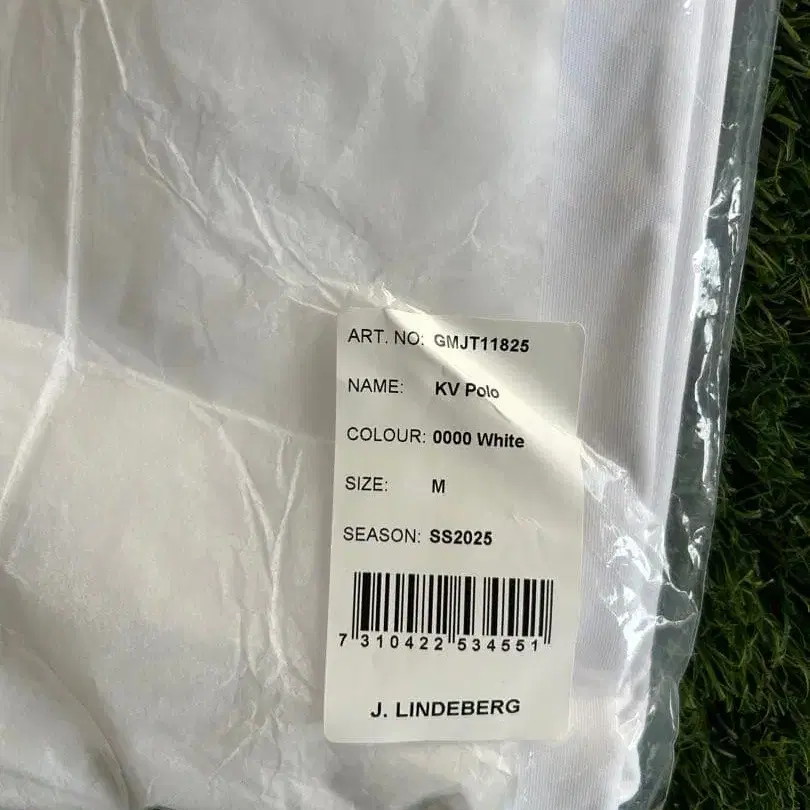 ART. NO: GMJT11825
NAME: KV Polo
COLOUR: 0000 White
SIZE: M
SEASON: SS2025
7 310422 534551
J. LINDEBERG